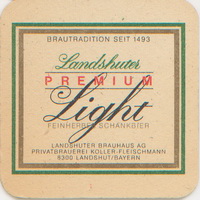 BRAUTRADITION SEIT 1493
Landshuter
PREMIUM
Light
FEINHERBES SCHANKBIER
LANDSHUTER BRAUHAUS AG
PRIVATBRAUEREI KOLLER-FLEISCHMANN
8300 LANDSHUT/BAYERN